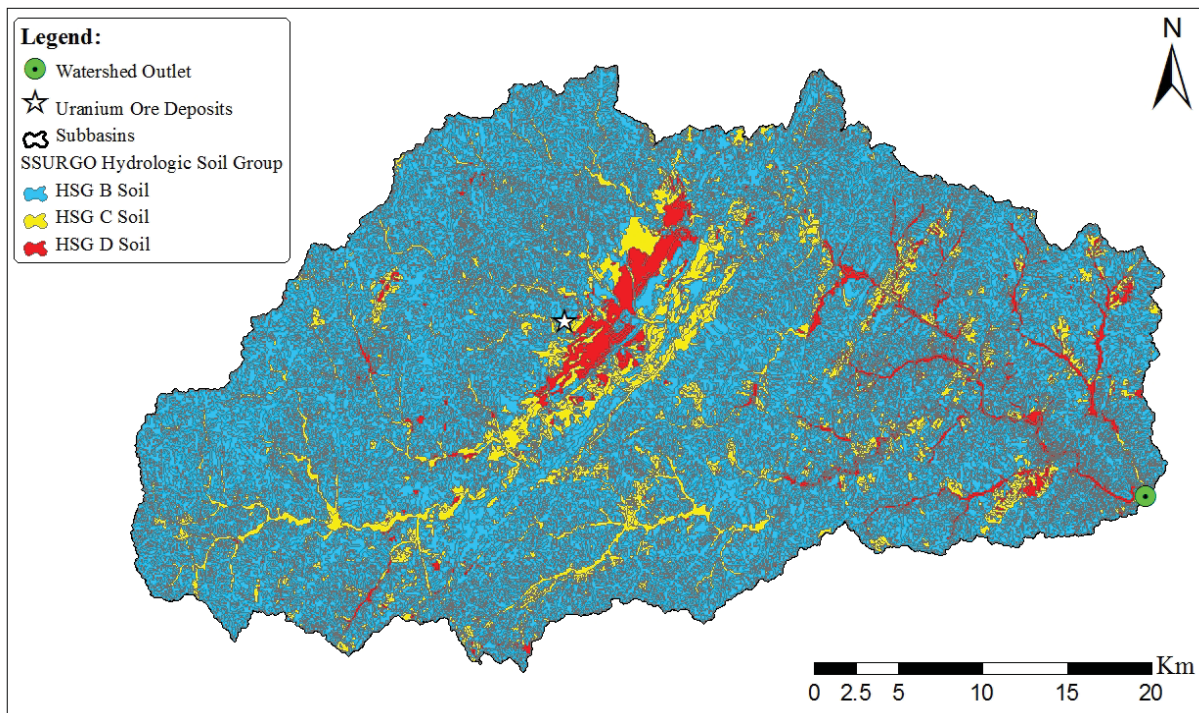 Legend:
Watershed Outlet
Uranium Ore Deposits
Subbasins
SSURGO Hydrologic Soil Group
HSG B Soil
HSG C Soil
HSG D Soil
N
Km
0 2.5 5 10 15 20